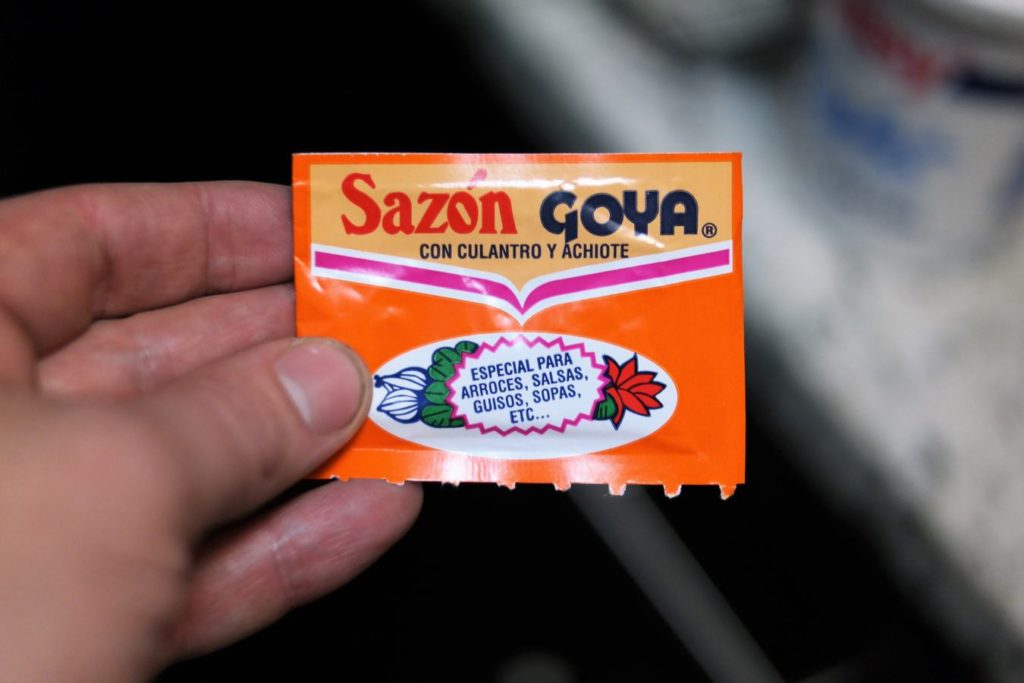 Sazón GOYA®
CON CULANTRO Y ACHIOTE
ESPECIAL PARA
ARROCES, SALSAS,
GUISOS, SOPAS,
ETC...